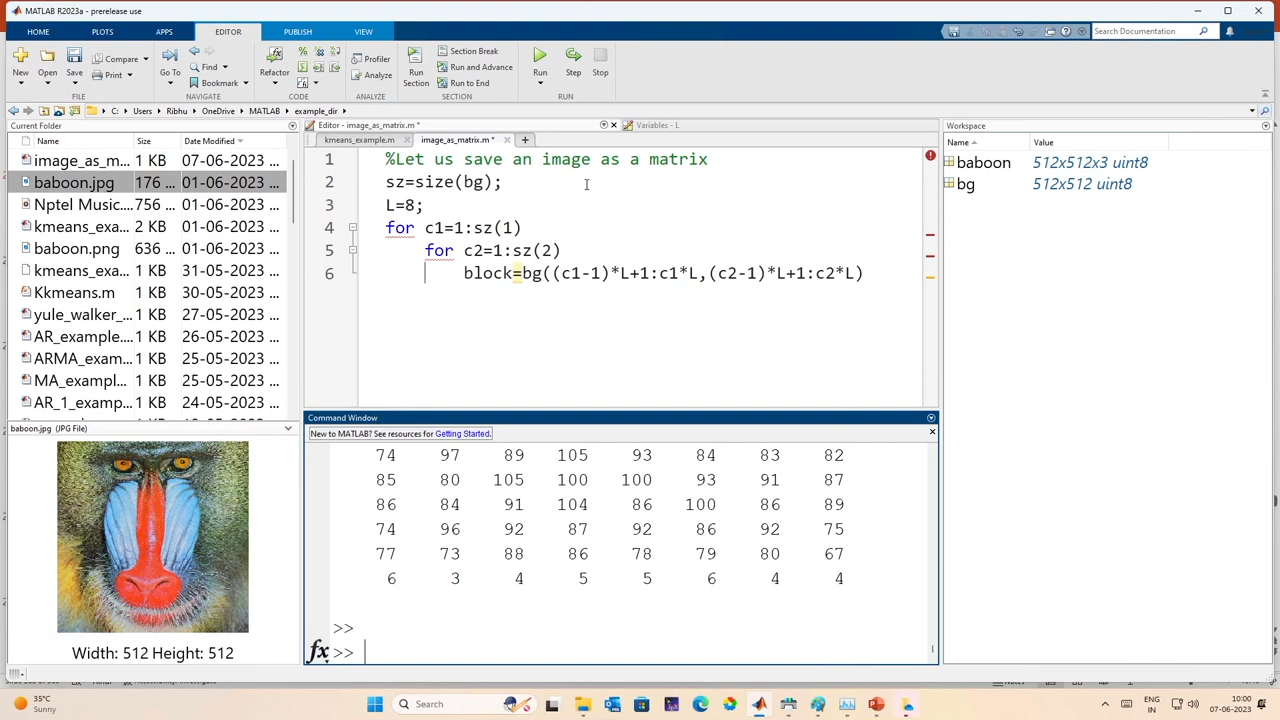 MATLAB R2023a - prerelease use
HOME PLOTS APPS EDITOR PUBLISH VIEW
Search Documentation
New Open Save Compare Print Go To Find Bookmark Refactor Profiler Analyze Run Section Section Break Run and Advance Run to End Run Step Stop
FILE NAVIGATE CODE ANALYZE SECTION RUN
C: Users Ribhu OneDrive MATLAB example_dir
Current Folder
Name Size Date Modified
image_as_m... 1 KB 07-06-2023 ...
baboon.jpg 176 ... 01-06-2023 ...
Nptel Music... 756 ... 01-06-2023 ...
kmeans_exa... 2 KB 01-06-2023 ...
baboon.png 636 ... 01-06-2023 ...
kmeans_exa... 1 KB 31-05-2023 ...
Kkmeans.m 1 KB 30-05-2023 ...
yule_walker_... 1 KB 27-05-2023 ...
AR_example.... 1 KB 26-05-2023 ...
ARMA_exam... 1 KB 25-05-2023 ...
MA_exampl... 1 KB 25-05-2023 ...
AR_1_examp... 1 KB 24-05-2023 ...
baboon.jpg (JPG File)
Width: 512 Height: 512
Editor - image_as_matrix.m * Variables - L
kmeans_example.m image_as_matrix.m *
1 %Let us save an image as a matrix
2 sz=size(bg);
3 L=8;
4 for c1=1:sz(1)
5 for c2=1:sz(2)
6 block=bg((c1-1)*L+1:c1*L,(c2-1)*L+1:c2*L)
Command Window
New to MATLAB? See resources for Getting Started.
74 97 89 105 93 84 83 82
85 80 105 100 100 93 91 87
86 84 91 104 86 100 86 89
74 96 92 87 92 86 92 75
77 73 88 86 78 79 80 67
6 3 4 5 5 6 4 4
>>
fx >>
Workspace
Name Value
baboon 512x512x3 uint8
bg 512x512 uint8
35°C
Sunny
Search
ENG
IN
10:00
07-06-2023